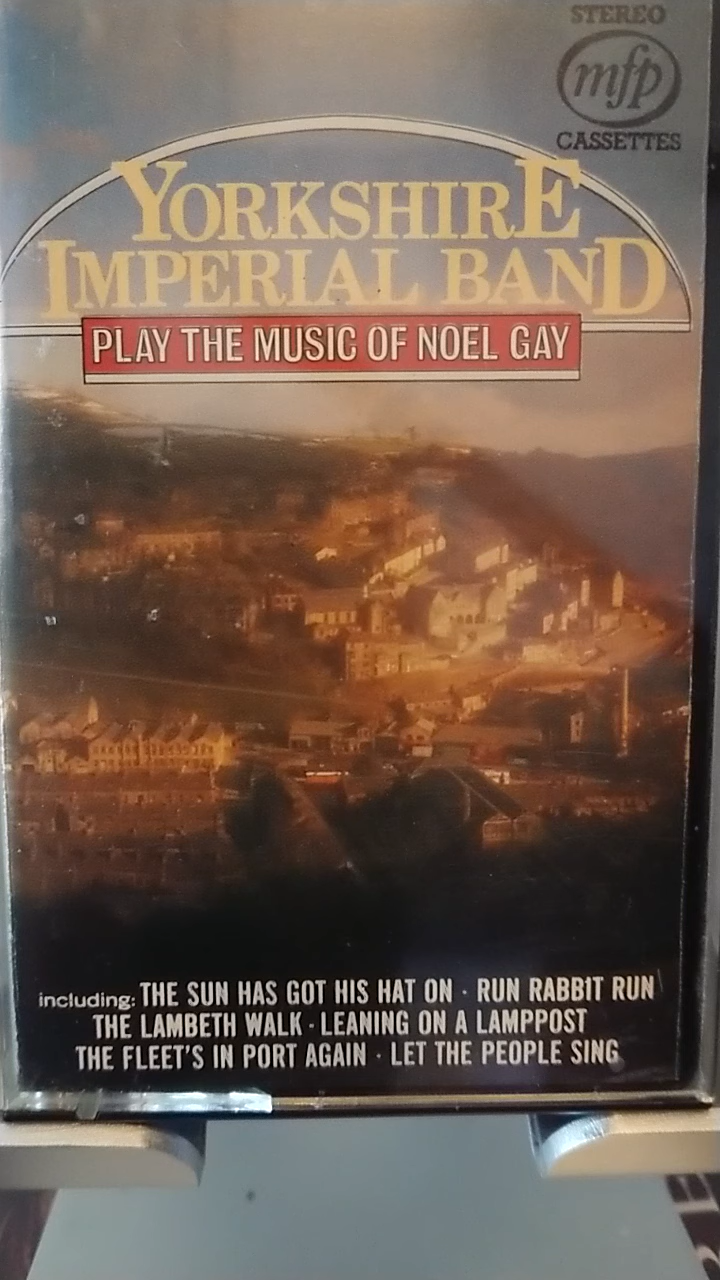 STEREO
mfp
CASSETTES
YORKSHIRE
IMPERIAL BAND
PLAY THE MUSIC OF NOEL GAY
including: THE SUN HAS GOT HIS HAT ON · RUN RABBIT RUN
THE LAMBETH WALK · LEANING ON A LAMPPOST
THE FLEET'S IN PORT AGAIN · LET THE PEOPLE SING